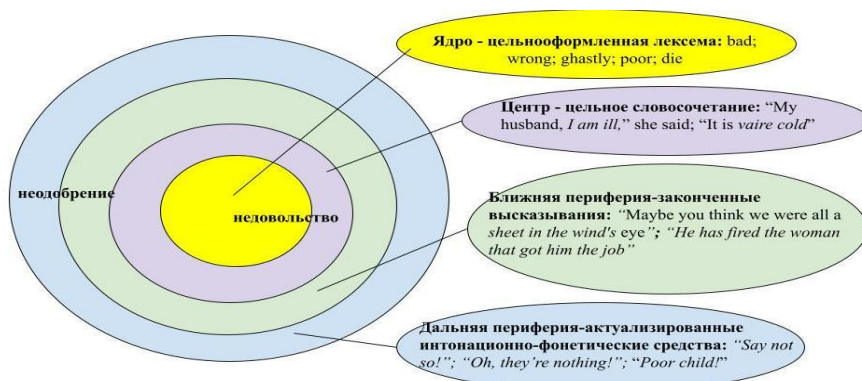 Ядро - цельнооформленная лексема: bad;
wrong; ghastly; poor; die
Центр - цельное словосочетание: “My
husband, I am ill,” she said; “It is vaire cold”
неодобрение
недовольство
Ближняя периферия-законченные
высказывания: “Maybe you think we were all a
sheet in the wind's eye”; “He has fired the woman
that got him the job”
Дальняя периферия-актуализированные
интонационно-фонетические средства: “Say not
so!”; “Oh, they’re nothing!”; “Poor child!”